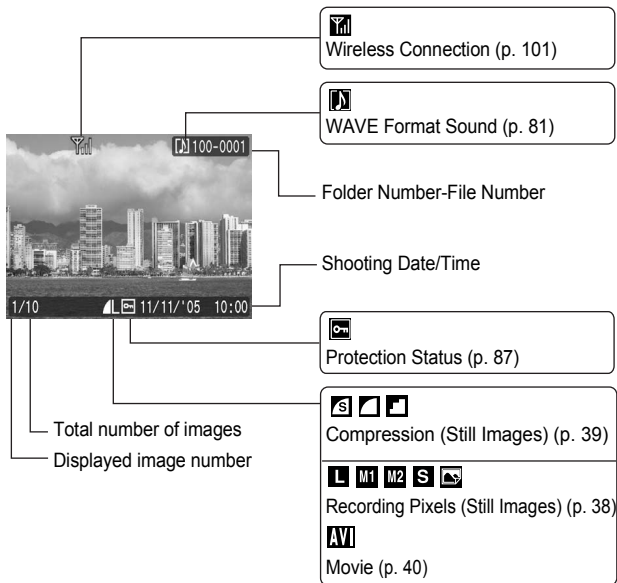 Wireless Connection (p. 101)
WAVE Format Sound (p. 81)
100-0001
Folder Number-File Number
Shooting Date/Time
1/10 L 11/11/'05 10:00
Protection Status (p. 87)
S
Compression (Still Images) (p. 39)
Total number of images
Displayed image number
L M1 M2 S
Recording Pixels (Still Images) (p. 38)
AVI
Movie (p. 40)